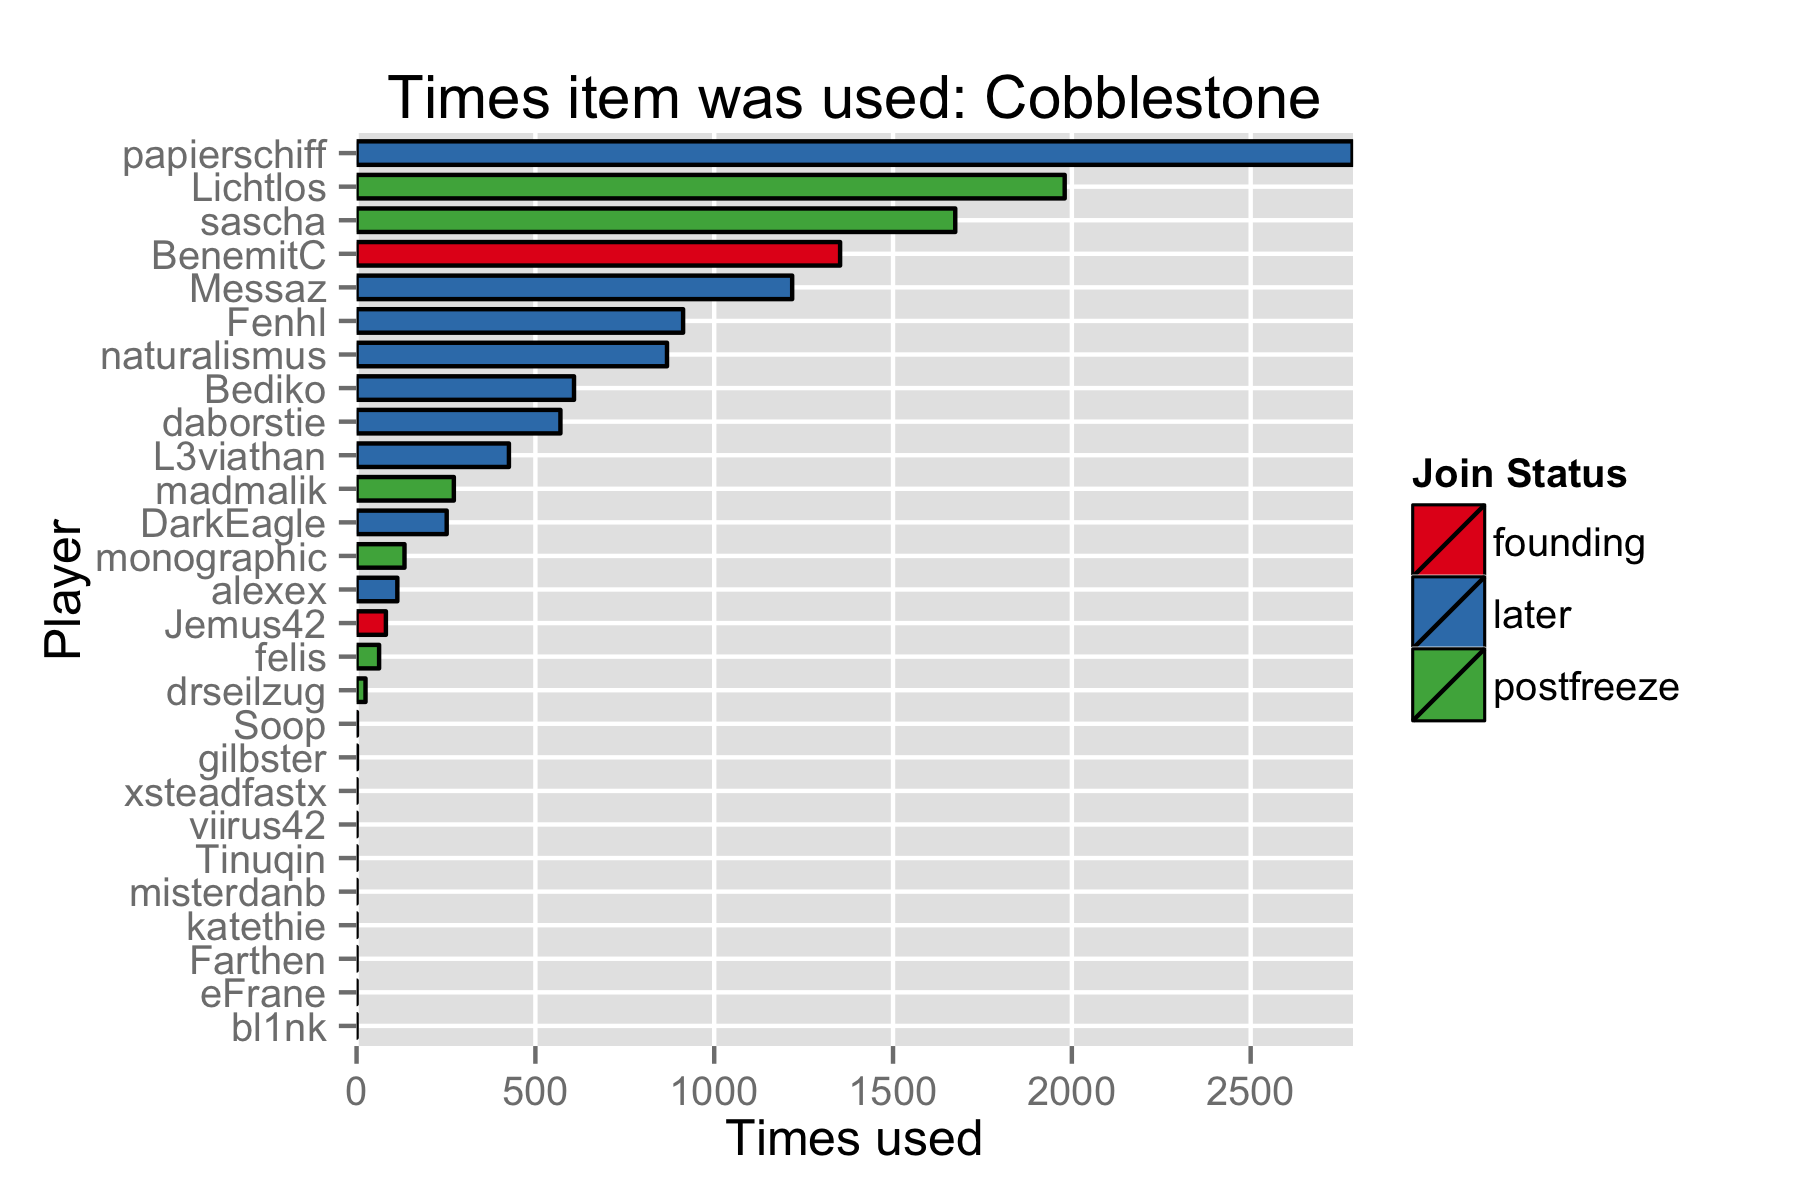 Times item was used: Cobblestone
papierschiff
Lichtlos
sascha
BenemitC
Messaz
Fenhl
naturalismus
Bediko
daborstie
L3viathan
madmalik
DarkEagle
monographic
alexex
Jemus42
felis
drseilzug
Soop
gilbster
xsteadfastx
viirus42
Tinuqin
misterdanb
katethie
Farthen
eFrane
bl1nk
Player
0 500 1000 1500 2000 2500
Times used
Join Status
founding
later
postfreeze